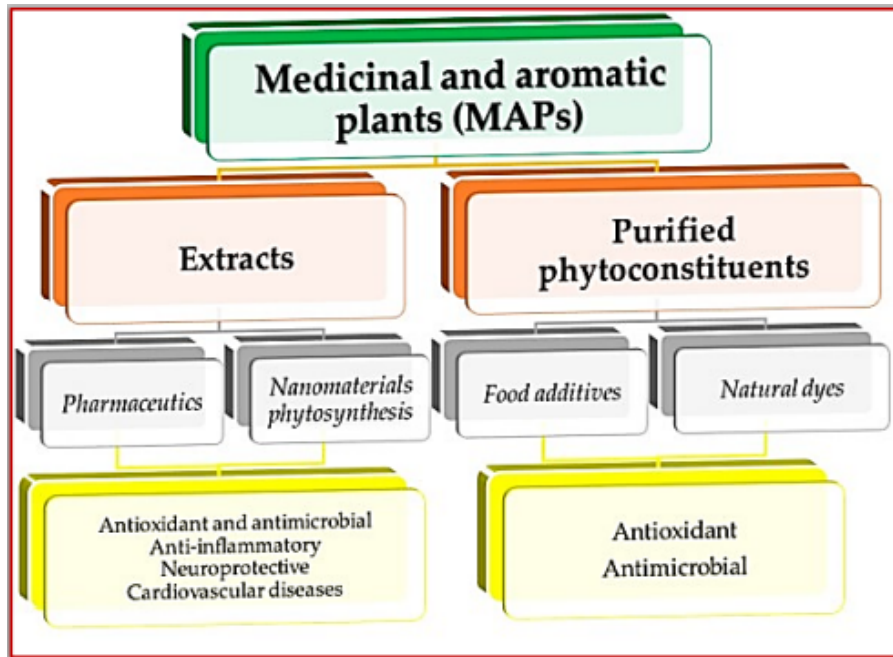 Medicinal and aromatic
plants (MAPs)
Extracts
Purified
phytoconstituents
Pharmaceutics
Nanomaterials
phytosynthesis
Food additives
Natural dyes
Antioxidant and antimicrobial
Anti-inflammatory
Neuroprotective
Cardiovascular diseases
Antioxidant
Antimicrobial